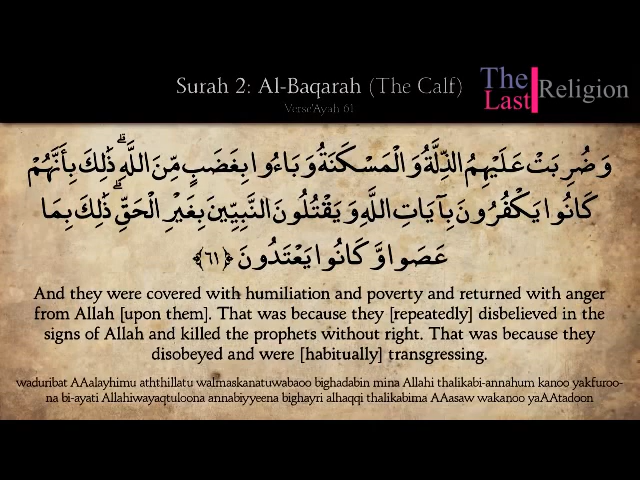 Surah 2: Al-Baqarah (The Calf)
Verse'Ayah 61
The
Last
Religion
وَضُرِبَتْ عَلَيْهِمُ الذِّلَّةُ وَالْمَسْكَنَةُ وَبَاءُوا بِغَضَبٍ مِّنَ اللَّهِ ۗ ذَٰلِكَ بِأَنَّهُمْ
كَانُوا يَكْفُرُونَ بِآيَاتِ اللَّهِ وَيَقْتُلُونَ النَّبِيِّينَ بِغَيْرِ الْحَقِّ ۗ ذَٰلِكَ بِمَا
عَصَوا وَّكَانُوا يَعْتَدُونَ ﴿٦١﴾
And they were covered with humiliation and poverty and returned with anger
from Allah [upon them]. That was because they [repeatedly] disbelieved in the
signs of Allah and killed the prophets without right. That was because they
disobeyed and were [habitually] transgressing.
waduribat AAalayhimu aththillatu walmaskanatuwabaoo bighadabin mina Allahi thalikabi-annahum kanoo yakfuroo-
na bi-ayati Allahiwayaqtuloona annabiyyeena bighayri alhaqqi thalikabima AAasaw wakanoo yaAAtadoon